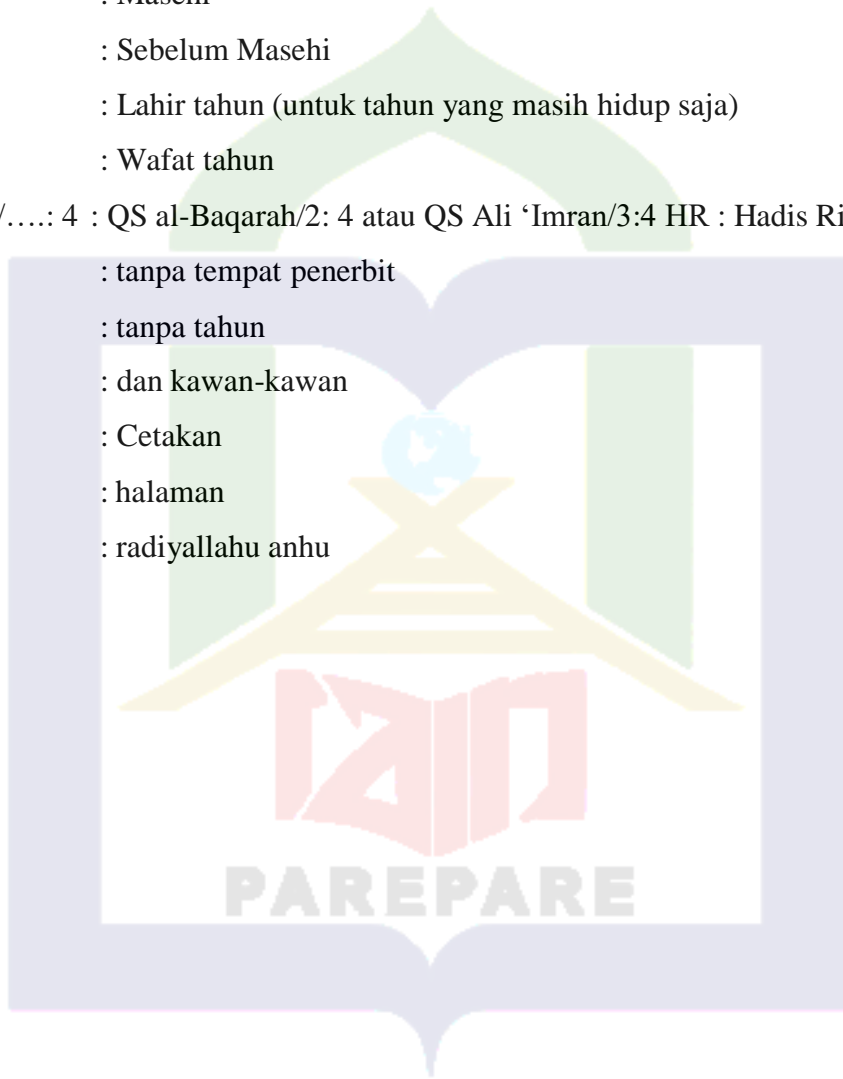 : Masehi
: Sebelum Masehi
: Lahir tahun (untuk tahun yang masih hidup saja)
: Wafat tahun
/….: 4 : QS al-Baqarah/2: 4 atau QS Ali ‘Imran/3:4 HR : Hadis
: tanpa tempat penerbit
: tanpa tahun
: dan kawan-kawan
: Cetakan
: halaman
: radiyallahu anhu
iain
PAREPARE